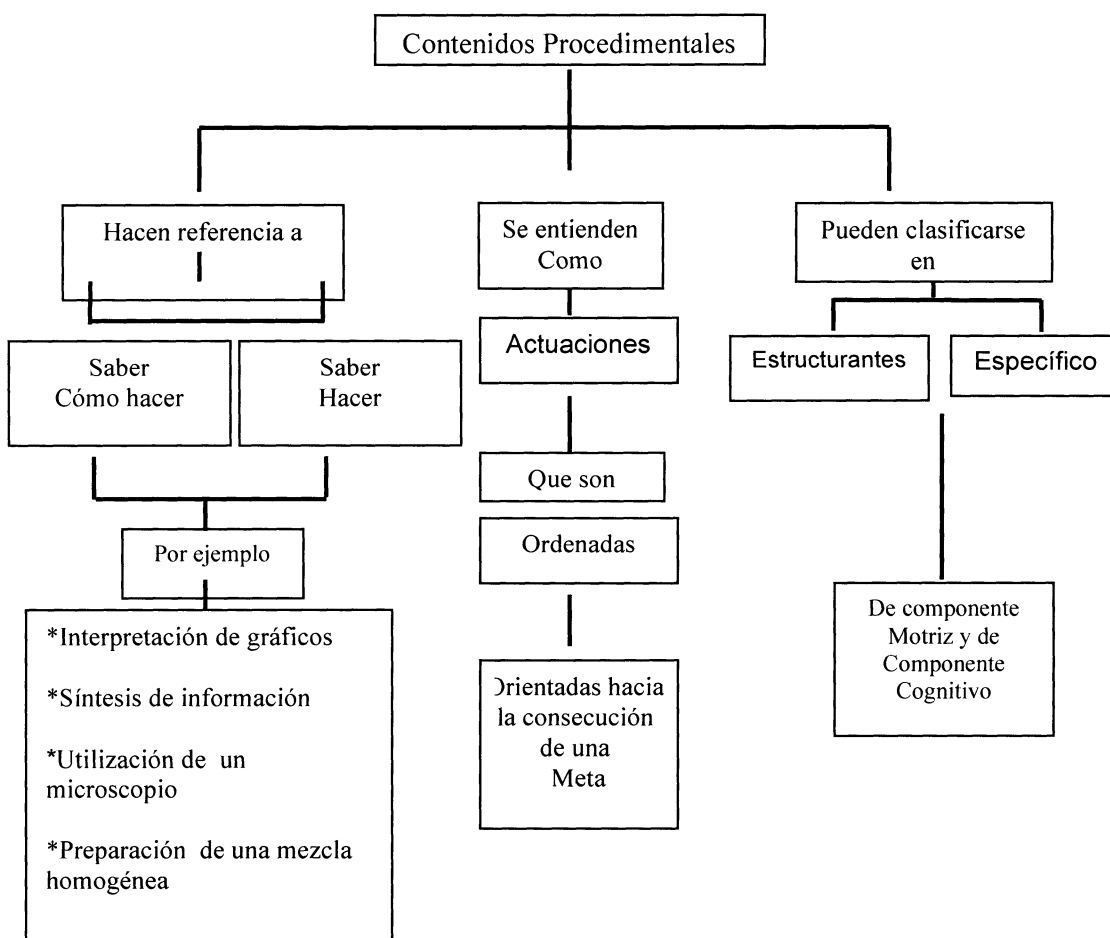 Contenidos Procedimentales
Hacen referencia a
Saber
Cómo hacer
Saber
Hacer
Por ejemplo
*Interpretación de gráficos
*Síntesis de información
*Utilización de un
microscopio
*Preparación de una mezcla
homogénea
Se entienden
Como
Actuaciones
Que son
Ordenadas
Orientadas hacia
la consecución
de una
Meta
Pueden clasificarse
en
Estructurantes
Específico
De componente
Motriz y de
Componente
Cognitivo